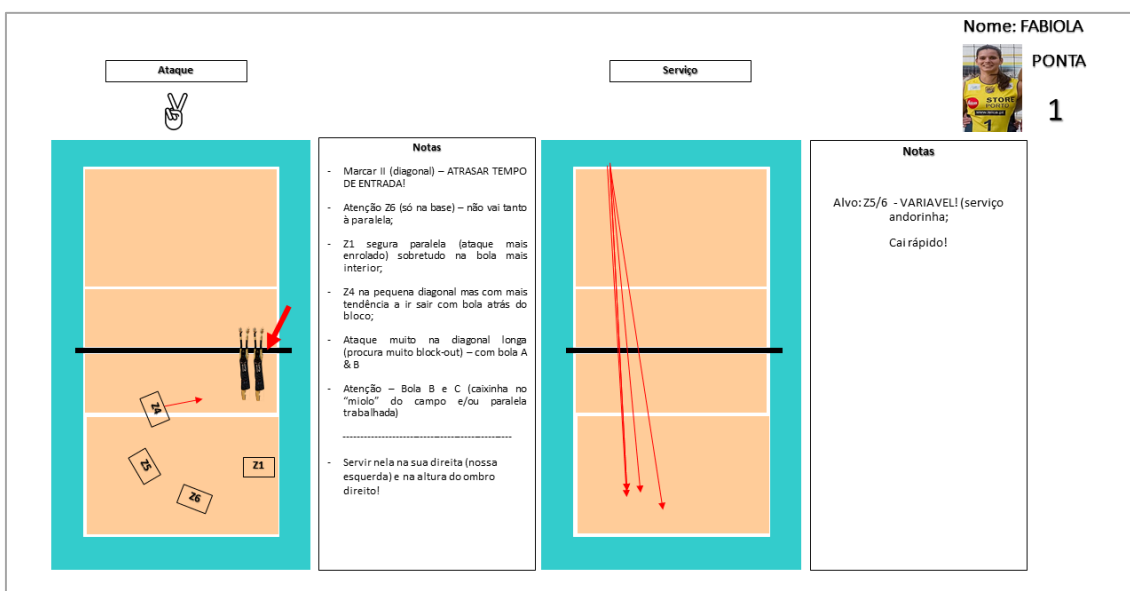 Nome: FABIOLA
PONTA
1
Ataque
Serviço
Notas
- Marcar II (diagonal) – ATRASAR TEMPO
DE ENTRADA!
- Atenção Z6 (só na base) – não vai tanto
à paralela;
- Z1 segura paralela (ataque mais
enrolado) sobretudo na bola mais
interior;
- Z4 na pequena diagonal mas com mais
tendência a ir sair com bola atrás do
bloco;
- Ataque muito na diagonal longa
(procura muito block-out) – com bola A
& B
- Atenção – Bola B e C (caixinha no
“miolo” do campo e/ou paralela
trabalhada)
------------------------------------------------
- Servir nela na sua direita (nossa
esquerda) e na altura do ombro
direito!
Z4
Z5
Z6
Z1
Notas
Alvo: Z5/6 - VARIAVEL! (serviço
andorinha;
Cai rápido!
STORE
PORTO
1